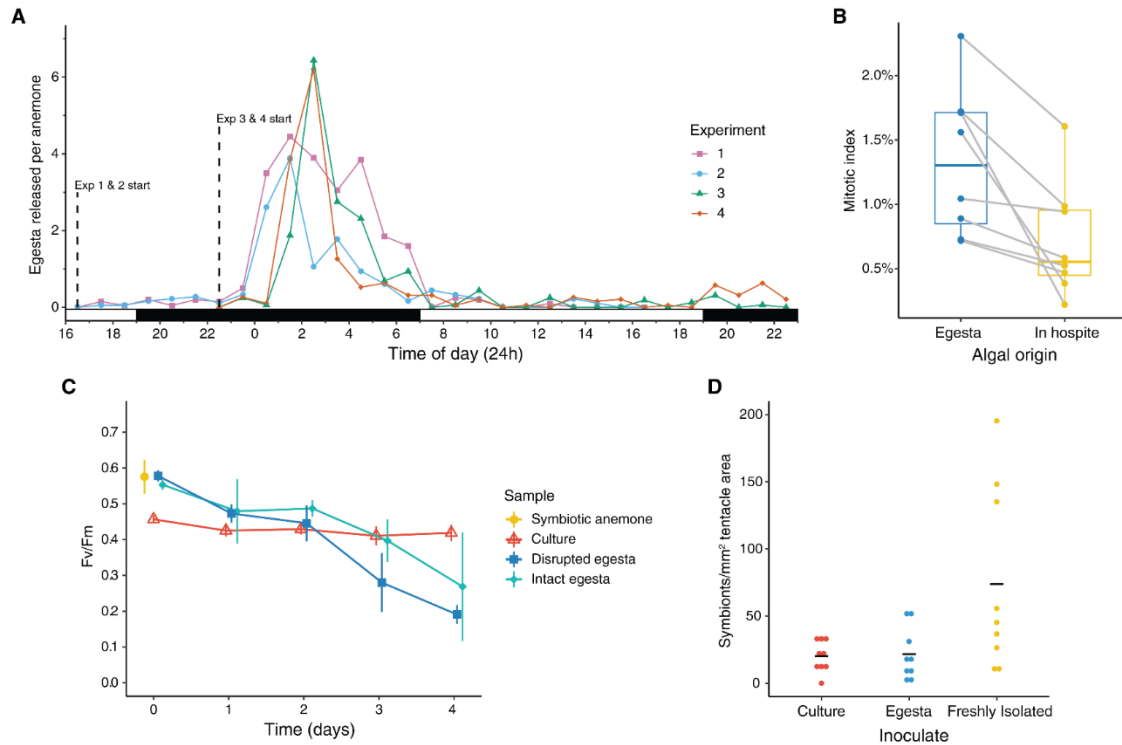 A
Egesta released per anemone
6
4
2
0
Exp 1 & 2 start
Exp 3 & 4 start
Experiment
1
2
3
4
16 18 20 22 0 2 4 6 8 10 12 14 16 18 20 22
Time of day (24h)
B
Mitotic index
2.0%
1.5%
1.0%
0.5%
Egesta In hospite
Algal origin
C
Fv/Fm
0.7
0.6
0.5
0.4
0.3
0.2
0.1
0.0
0 1 2 3 4
Time (days)
Sample
Symbiotic anemone
Culture
Disrupted egesta
Intact egesta
D
Symbionts/mm² tentacle area
200
150
100
50
0
Culture Egesta Freshly Isolated
Inoculate